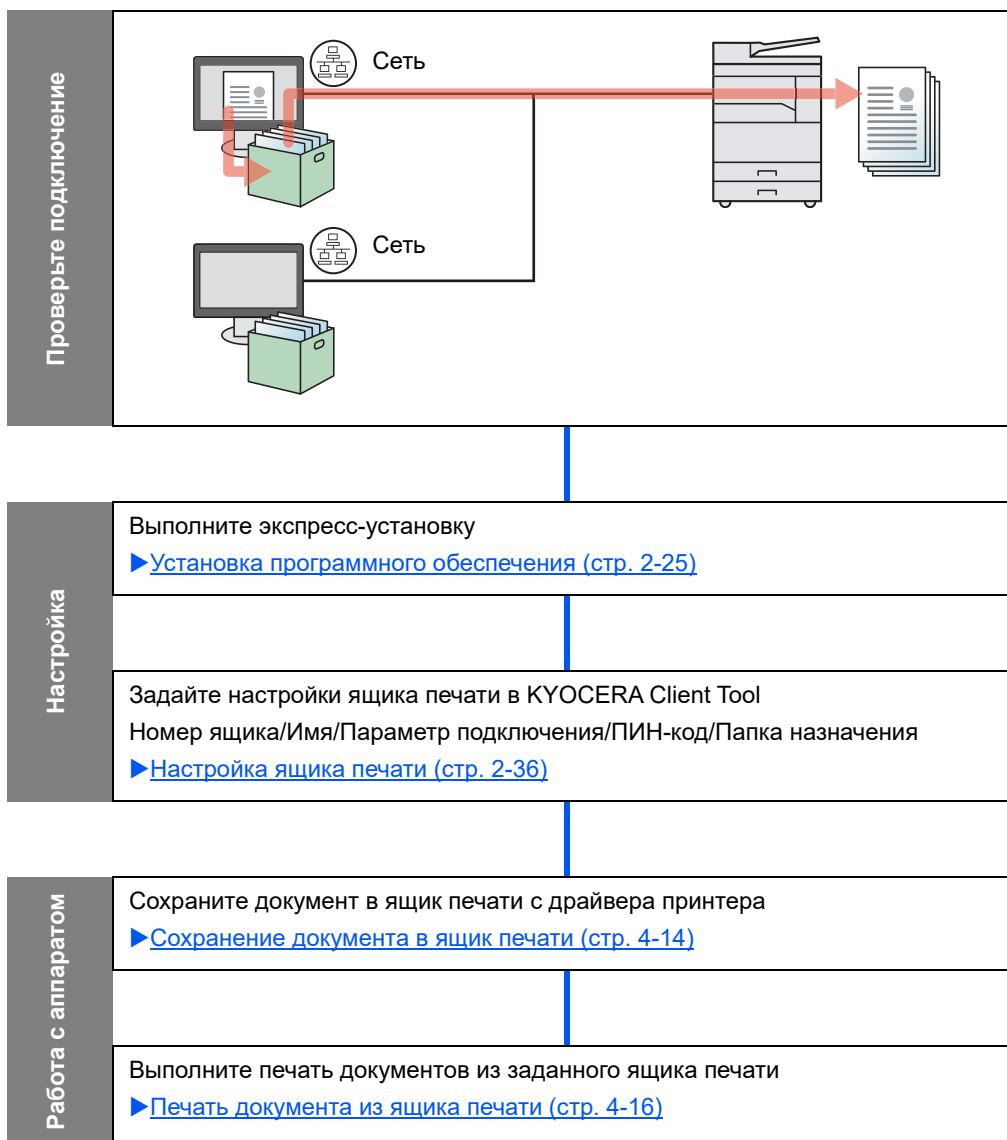 Проверьте подключение
Сеть
Сеть
Настройка
Выполните экспресс-установку
▶Установка программного обеспечения (стр. 2-25)
Задайте настройки ящика печати в KYOCERA Client Tool
Номер ящика/Имя/Параметр подключения/ПИН-код/Папка назначения
▶Настройка ящика печати (стр. 2-36)
Работа с аппаратом
Сохраните документ в ящик печати с драйвера принтера
▶Сохранение документа в ящик печати (стр. 4-14)
Выполните печать документов из заданного ящика печати
▶Печать документа из ящика печати (стр. 4-16)